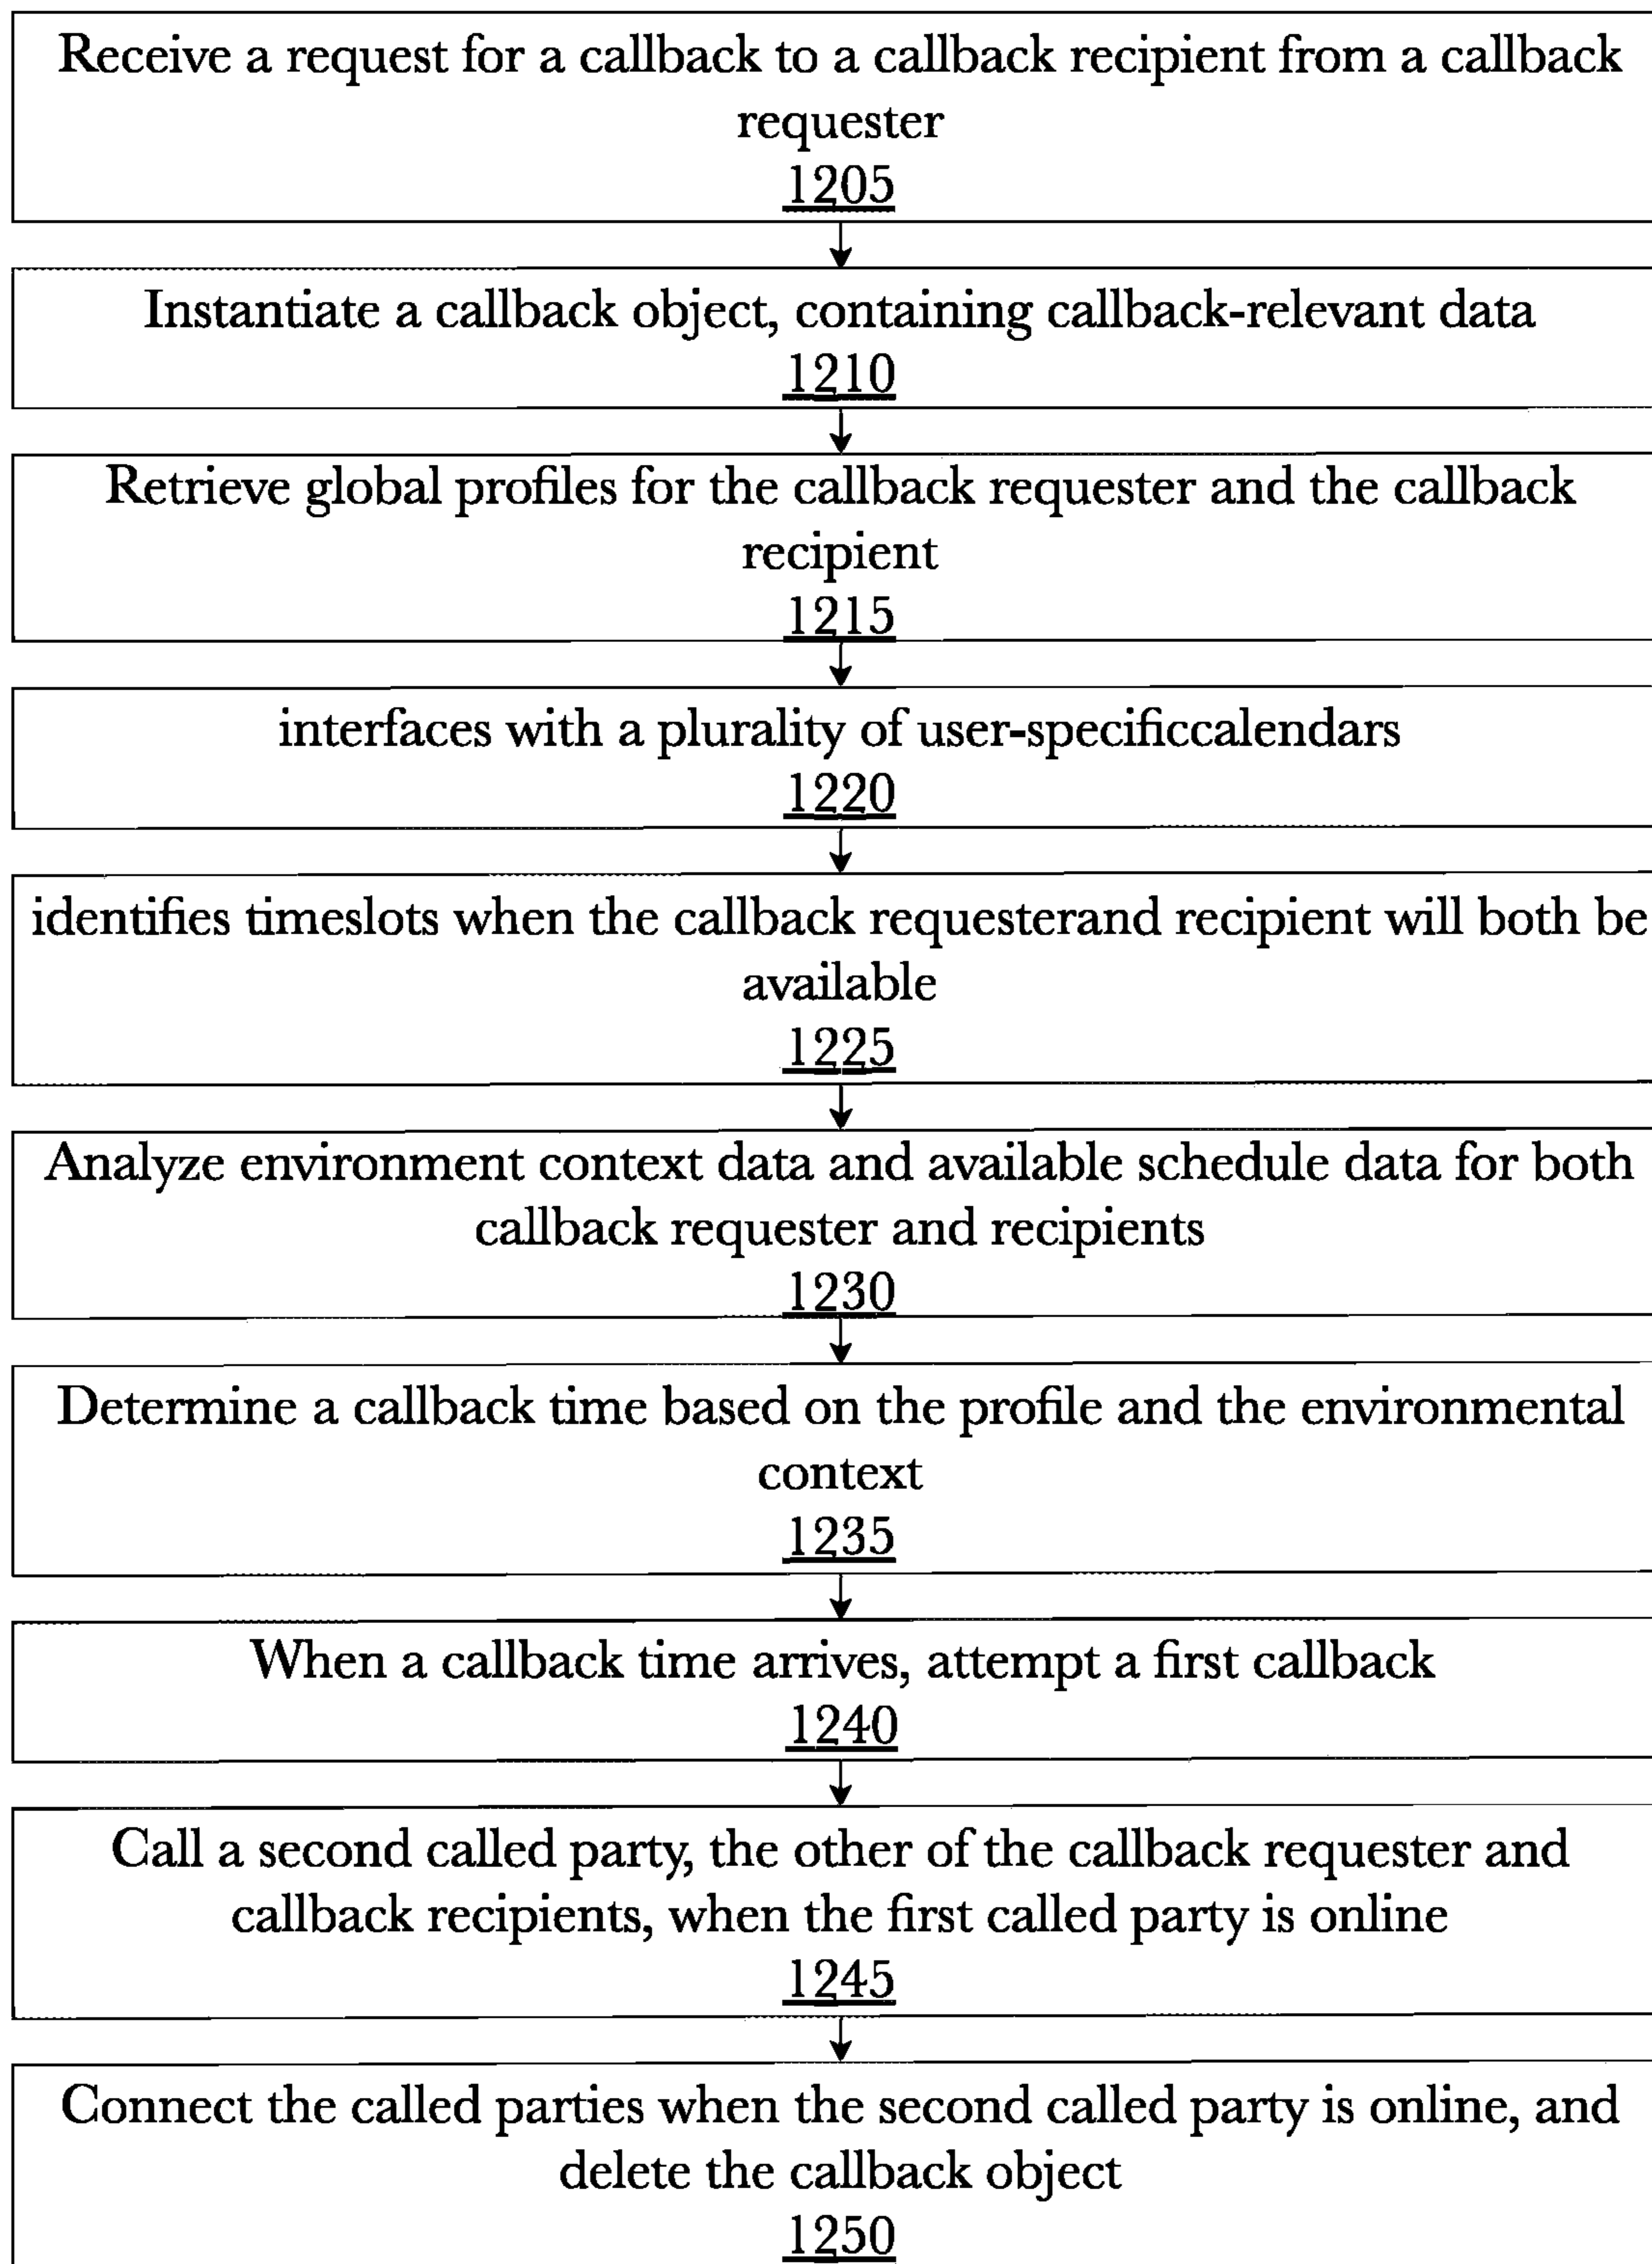 Receive a request for a callback to a callback recipient from a callback
requester
1205
Instantiate a callback object, containing callback-relevant data
1210
Retrieve global profiles for the callback requester and the callback
recipient
1215
interfaces with a plurality of user-specificcalendars
1220
identifies timeslots when the callback requesterand recipient will both be
available
1225
Analyze environment context data and available schedule data for both
callback requester and recipients
1230
Determine a callback time based on the profile and the environmental
context
1235
When a callback time arrives, attempt a first callback
1240
Call a second called party, the other of the callback requester and
callback recipients, when the first called party is online
1245
Connect the called parties when the second called party is online, and
delete the callback object
1250